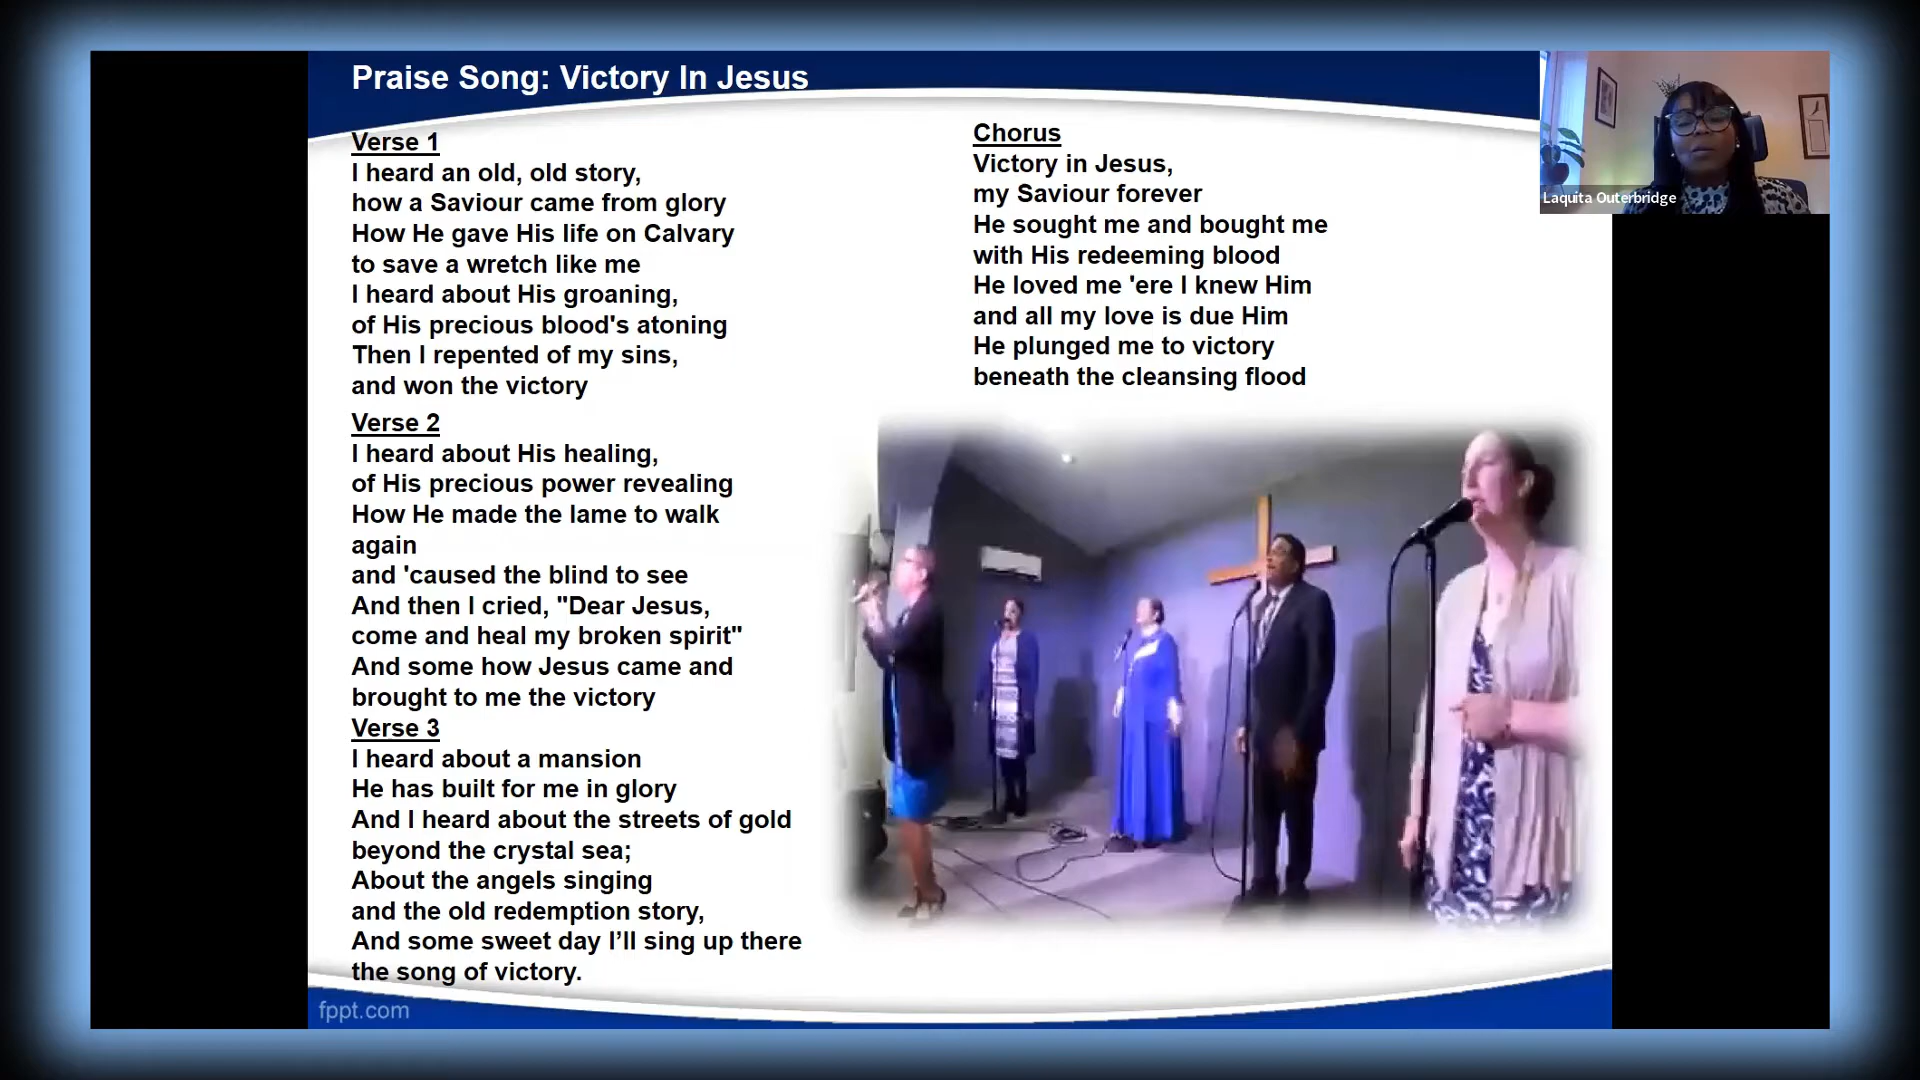 Praise Song: Victory In Jesus
Verse 1
I heard an old, old story,
how a Saviour came from glory
How He gave His life on Calvary
to save a wretch like me
I heard about His groaning,
of His precious blood's atoning
Then I repented of my sins,
and won the victory
Verse 2
I heard about His healing,
of His precious power revealing
How He made the lame to walk
again
and 'caused the blind to see
And then I cried, "Dear Jesus,
come and heal my broken spirit"
And some how Jesus came and
brought to me the victory
Verse 3
I heard about a mansion
He has built for me in glory
And I heard about the streets of gold
beyond the crystal sea;
About the angels singing
and the old redemption story,
And some sweet day I’ll sing up there
the song of victory.
Chorus
Victory in Jesus,
my Saviour forever
He sought me and bought me
with His redeeming blood
He loved me 'ere I knew Him
and all my love is due Him
He plunged me to victory
beneath the cleansing flood
Laquita Outerbridge
fppt.com